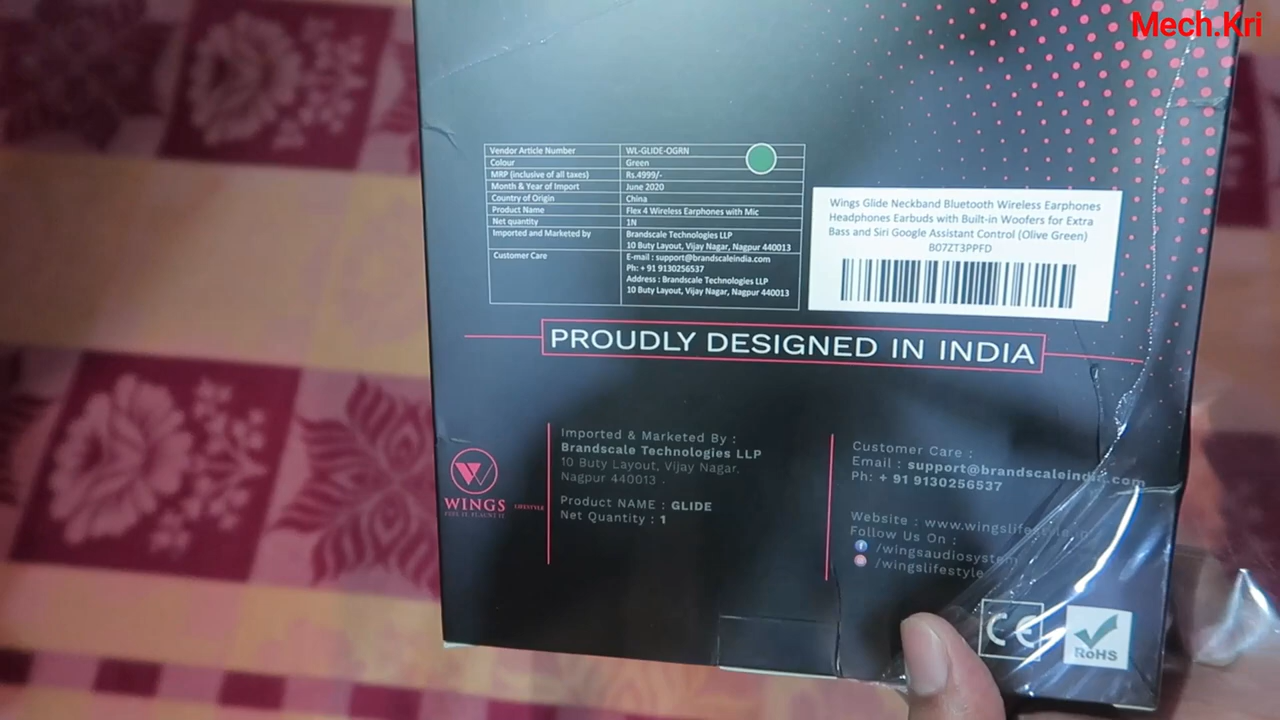 Mech.Kri
Vendor Article Number WL-GLIDE-OGRN
Colour Green
MRP (inclusive of all taxes) Rs.4999/-
Month & Year of Import June 2020
Country of Origin China
Product Name Flex 4 Wireless Earphones with Mic
Net quantity 1N
Imported and Marketed by Brandscale Technologies LLP
10 Buty Layout, Vijay Nagar, Nagpur 440013
Customer Care E-mail : support@brandscaleindia.com
Ph: + 91 9130256537
Address : Brandscale Technologies LLP
10 Buty Layout, Vijay Nagar, Nagpur 440013
Wings Glide Neckband Bluetooth Wireless Earphones
Headphones Earbuds with Built-in Woofers for Extra
Bass and Siri Google Assistant Control (Olive Green)
B07ZT3PPFD
PROUDLY DESIGNED IN INDIA
WINGS
LIFESTYLE
FEEL IT. FLAUNT IT
Imported & Marketed By :
Brandscale Technologies LLP
10 Buty Layout, Vijay Nagar.
Nagpur 440013 .
Product NAME : GLIDE
Net Quantity : 1
Customer Care :
Email : support@brandscaleindia.com
Ph: + 91 9130256537
Website : www.wingslifestyle.in
Follow Us On :
/wingsaudiosystem
/wingslifestyle
CE
RoHS